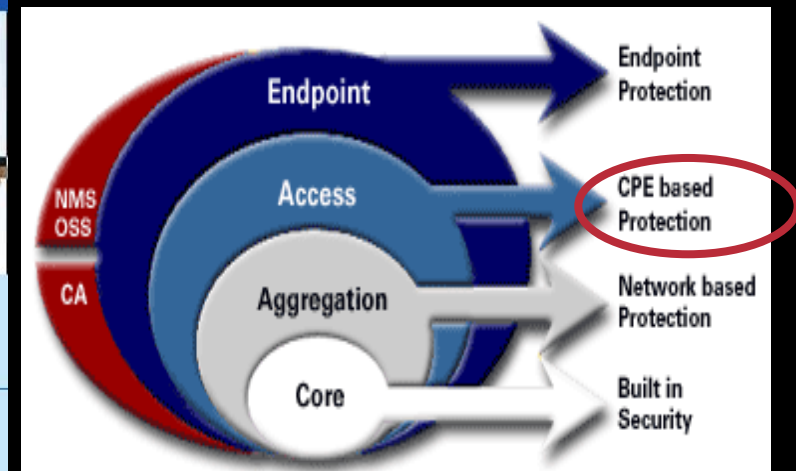 Endpoint
Endpoint
Protection
NMS
OSS
Access
CPE based
Protection
CA
Aggregation
Network based
Protection
Core
Built in
Security